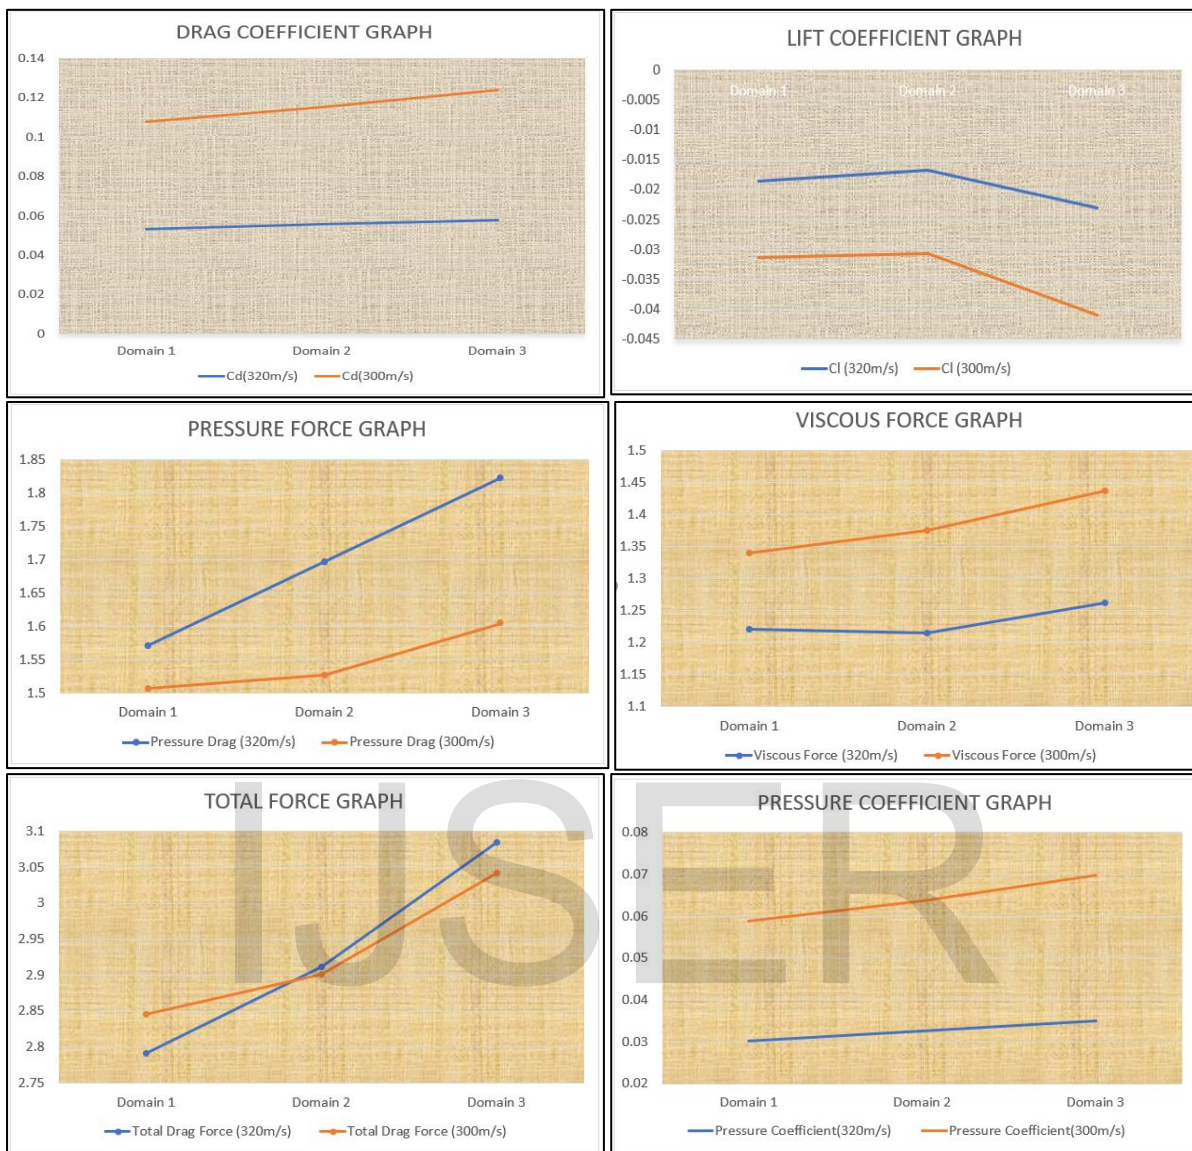 DRAG COEFFICIENT GRAPH
0.14
0.12
0.1
0.08
0.06
0.04
0.02
0
Domain 1 Domain 2 Domain 3
Cd(320m/s) Cd(300m/s)
LIFT COEFFICIENT GRAPH
0
Domain 1 Domain 2 Domain 3
-0.005
-0.01
-0.015
-0.02
-0.025
-0.03
-0.035
-0.04
-0.045
Cl (320m/s) Cl (300m/s)
PRESSURE FORCE GRAPH
1.85
1.8
1.75
1.7
1.65
1.6
1.55
1.5
Domain 1 Domain 2 Domain 3
Pressure Drag (320m/s) Pressure Drag (300m/s)
VISCOUS FORCE GRAPH
1.5
1.45
1.4
1.35
1.3
1.25
1.2
1.15
1.1
Domain 1 Domain 2 Domain 3
Viscous Force (320m/s) Viscous Force (300m/s)
TOTAL FORCE GRAPH
3.1
3.05
3
2.95
2.9
2.85
2.8
2.75
Domain 1 Domain 2 Domain 3
Total Drag Force (320m/s) Total Drag Force (300m/s)
PRESSURE COEFFICIENT GRAPH
0.08
0.07
0.06
0.05
0.04
0.03
0.02
Domain 1 Domain 2 Domain 3
Pressure Coefficient(320m/s) Pressure Coefficient(300m/s)
IJSER